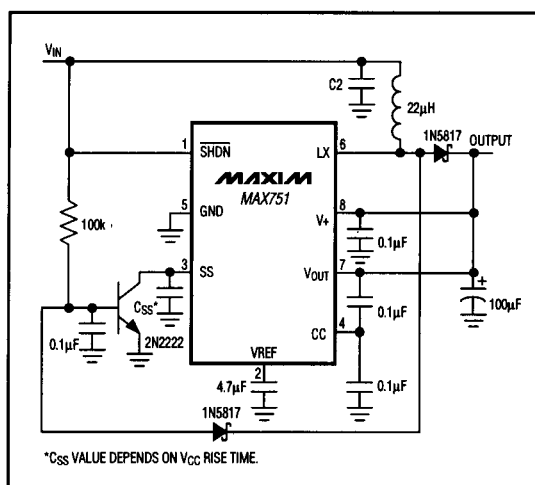 VIN
C2
22μH
1N5817
OUTPUT
1
SHDN
LX
6
MAXIM
MAX751
5
GND
V+
8
100k
0.1μF
3
SS
VOUT
7
CSS*
0.1μF
100μF
+
CC
4
0.1μF
2N2222
VREF
2
4.7μF
0.1μF
1N5817
*CSS VALUE DEPENDS ON VCC RISE TIME.